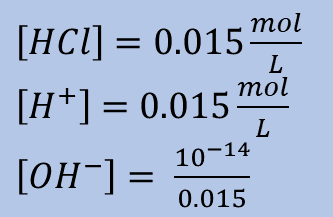 [HCl] = 0.015 mol/L
[H⁺] = 0.015 mol/L
[OH⁻] = 10⁻¹⁴/0.015